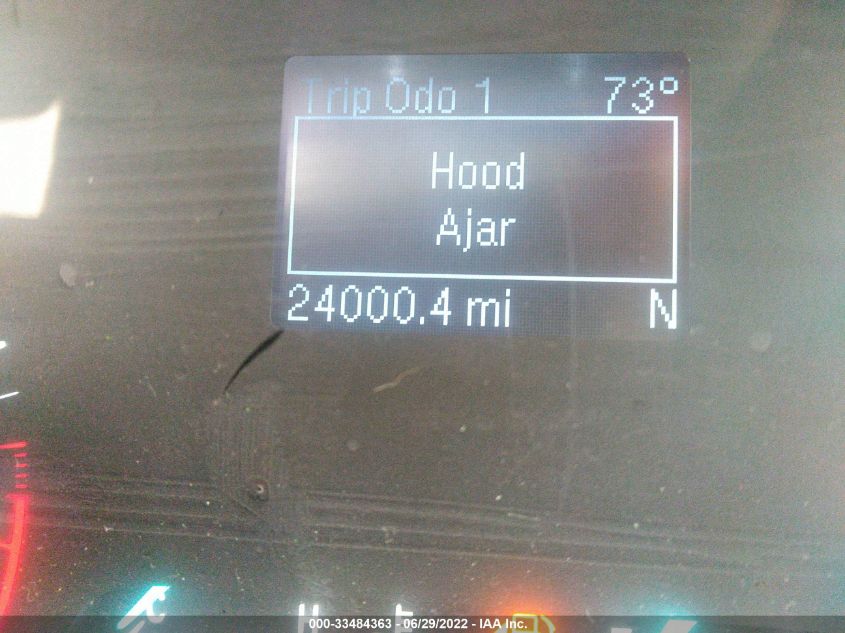 Trip Odo 1 73°
Hood
Ajar
24000.4 mi N
000-33484363 - 06/29/2022 - IAA Inc.